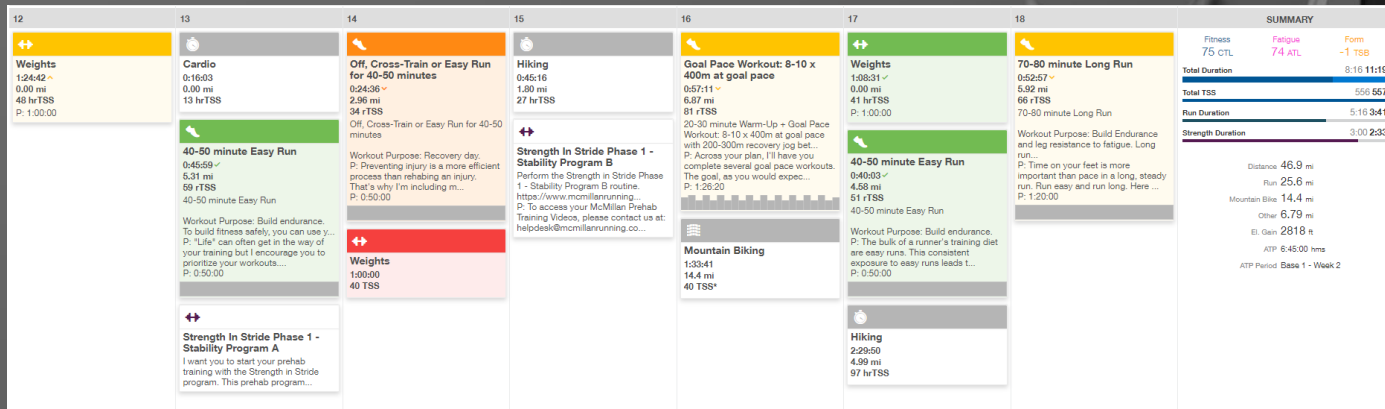 12
13
14
15
16
17
18
SUMMARY
Weights
1:24:42
0.00 mi
48 hrTSS
P: 1:00:00
Cardio
0:16:03
0.00 mi
13 hrTSS
40-50 minute Easy Run
0:45:59
5.31 mi
59 rTSS
40-50 minute Easy Run
Workout Purpose: Build endurance.
To build fitness safely, you can use y...
P: "Life" can often get in the way of
your training but I encourage you to
prioritize your workouts....
P: 0:50:00
Strength In Stride Phase 1 -
Stability Program A
I want you to start your prehab
training with the Strength in Stride
program. This prehab program...
Off, Cross-Train or Easy Run
for 40-50 minutes
0:24:36
2.96 mi
34 rTSS
Off, Cross-Train or Easy Run for 40-50
minutes
Workout Purpose: Recovery day.
P: Preventing injury is a more efficient
process than rehabing an injury.
That's why I'm including m...
P: 0:50:00
Weights
1:00:00
40 TSS
Hiking
0:45:16
1.80 mi
27 hrTSS
Strength In Stride Phase 1 -
Stability Program B
Perform the Strength in Stride Phase
1 - Stability Program B routine.
https://www.mcmillanrunning.co...
P: To access your McMillan Prehab
Training Videos, please contact us at:
helpdesk@mcmillanrunning.co...
Goal Pace Workout: 8-10 x
400m at goal pace
0:57:11
6.87 mi
81 rTSS
20-30 minute Warm-Up + Goal Pace
Workout: 8-10 x 400m at goal pace
with 200-300m recovery jog bet...
P: Across your plan, I'll have you
complete several goal pace workouts.
The goal, as you would expec...
P: 1:26:20
Mountain Biking
1:33:41
14.4 mi
40 TSS*
Weights
1:08:31
0.00 mi
41 hrTSS
P: 1:00:00
40-50 minute Easy Run
0:40:03
4.58 mi
51 rTSS
40-50 minute Easy Run
Workout Purpose: Build endurance.
P: The bulk of a runner's training diet
are easy runs. This consistent
exposure to easy runs leads t...
P: 0:50:00
Hiking
2:29:50
4.99 mi
97 hrTSS
70-80 minute Long Run
0:52:57
5.92 mi
66 rTSS
70-80 minute Long Run
Workout Purpose: Build Endurance
and leg resistance to fatigue. Long
run...
P: Time on your feet is more
important than pace in a long, steady
run. Run easy and run long. Here ...
P: 1:20:00
Fitness Fatigue Form
75 CTL 74 ATL -1 TSB
Total Duration 8:16 11:19
Total TSS 556 557
Run Duration 5:16 3:41
Strength Duration 3:00 2:33
Distance 46.9 mi
Run 25.6 mi
Mountain Bike 14.4 mi
Other 6.79 mi
El. Gain 2818 ft
ATP 6:45:00 hms
ATP Period Base 1 - Week 2